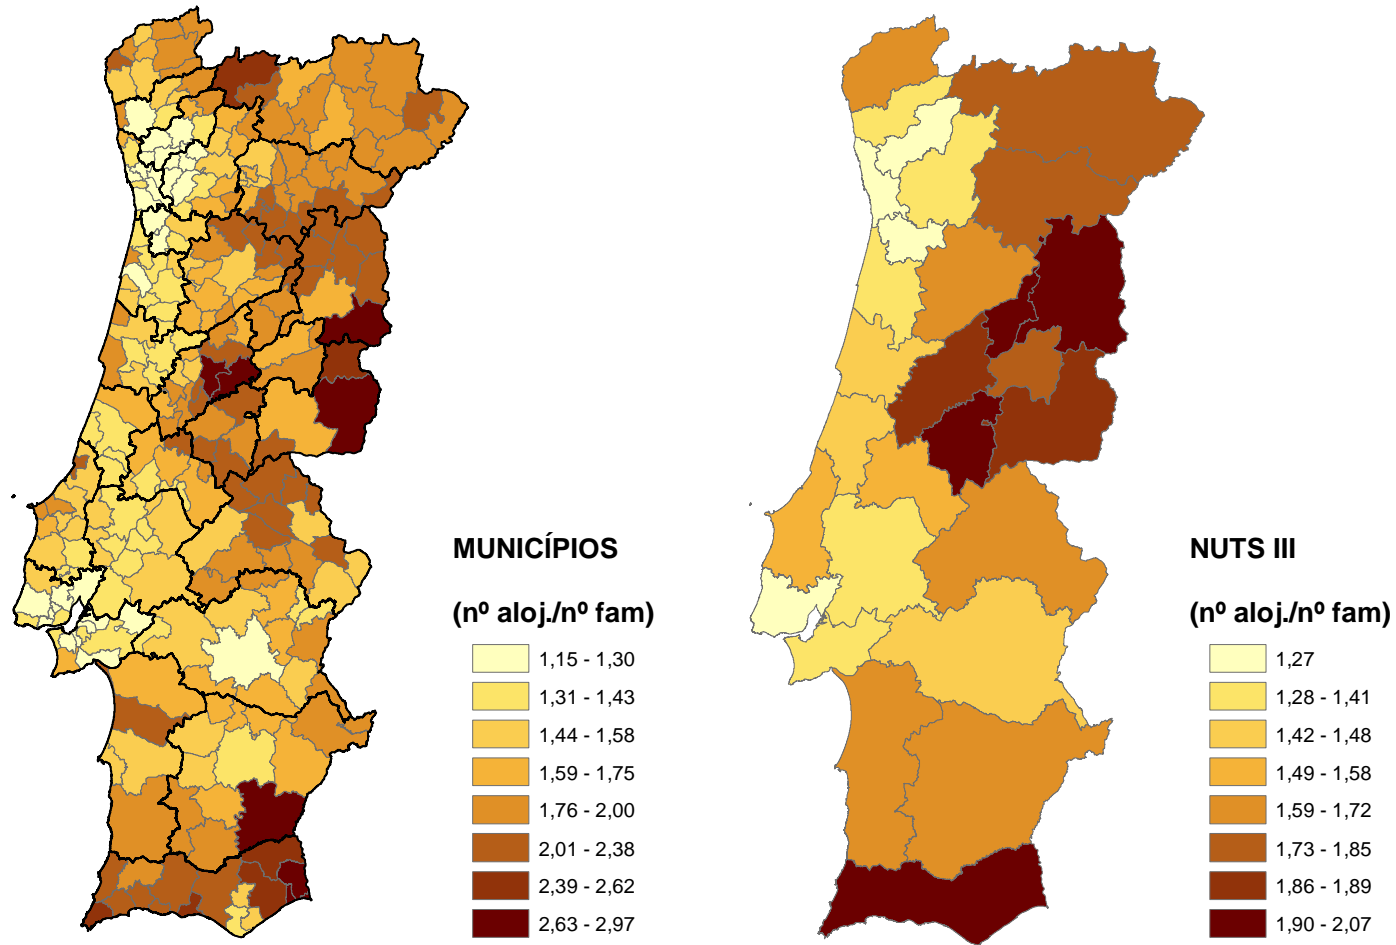 MUNICÍPIOS
(nº aloj./nº fam)
1,15 - 1,30
1,31 - 1,43
1,44 - 1,58
1,59 - 1,75
1,76 - 2,00
2,01 - 2,38
2,39 - 2,62
2,63 - 2,97
NUTS III
(nº aloj./nº fam)
1,27
1,28 - 1,41
1,42 - 1,48
1,49 - 1,58
1,59 - 1,72
1,73 - 1,85
1,86 - 1,89
1,90 - 2,07